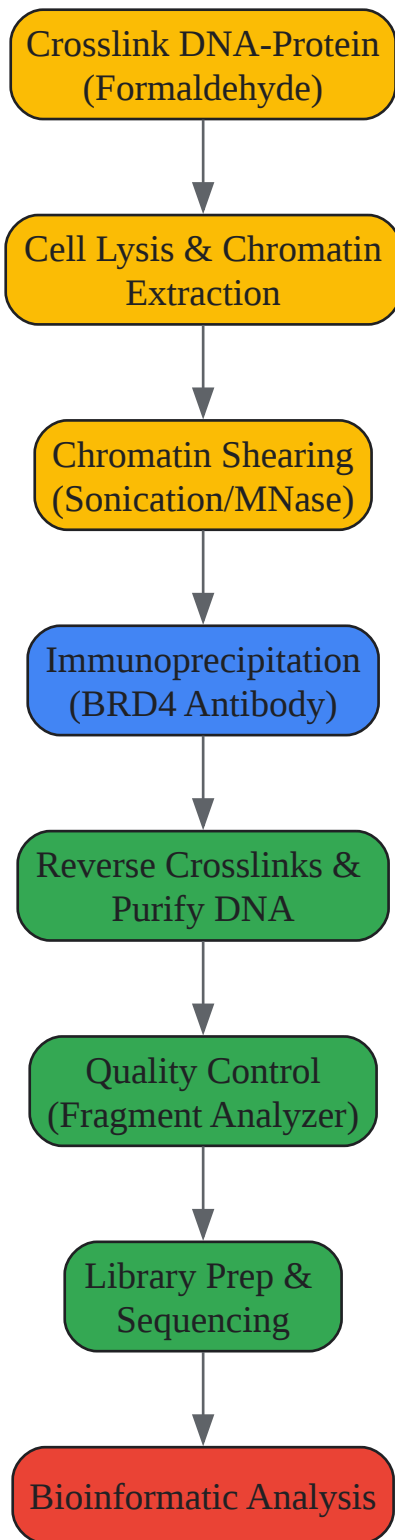 Crosslink DNA-Protein
(Formaldehyde)
Cell Lysis & Chromatin
Extraction
Chromatin Shearing
(Sonication/MNase)
Immunoprecipitation
(BRD4 Antibody)
Reverse Crosslinks &
Purify DNA
Quality Control
(Fragment Analyzer)
Library Prep &
Sequencing
Bioinformatic Analysis